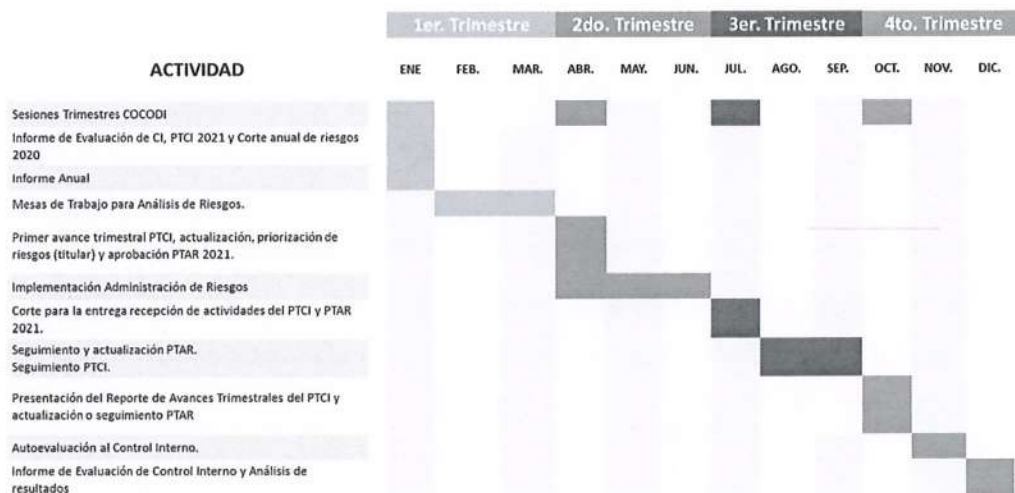 1er. Trimestre 2do. Trimestre 3er. Trimestre 4to. Trimestre
ACTIVIDAD ENE FEB. MAR. ABR. MAY. JUN. JUL. AGO. SEP. OCT. NOV. DIC.
Sesiones Trimestres COCODI
Informe de Evaluación de CI, PTCI 2021 y Corte anual de riesgos
2020
Informe Anual
Mesas de Trabajo para Análisis de Riesgos.
Primer avance trimestral PTCI, actualización, priorización de
riesgos (titular) y aprobación PTAR 2021.
Implementación Administración de Riesgos
Corte para la entrega recepción de actividades del PTCI y PTAR
2021.
Seguimiento y actualización PTAR.
Seguimiento PTCI.
Presentación del Reporte de Avances Trimestrales del PTCI y
actualización o seguimiento PTAR
Autoevaluación al Control Interno.
Informe de Evaluación de Control Interno y Análisis de
resultados